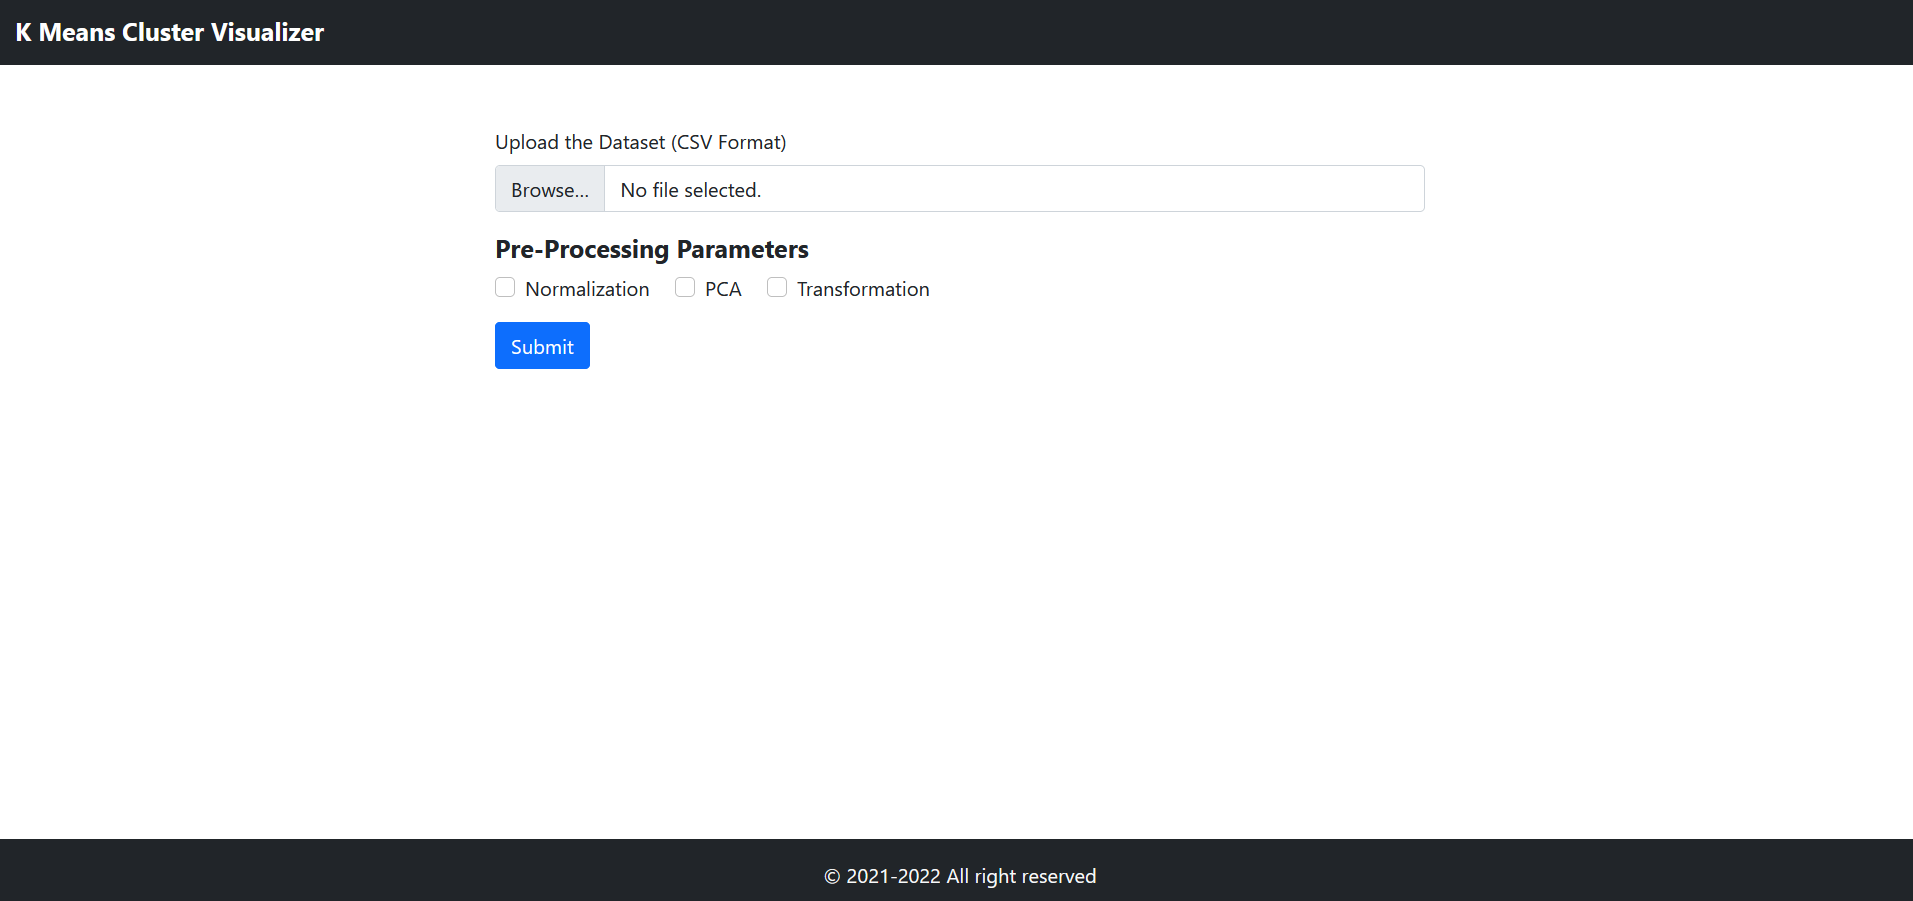 K Means Cluster Visualizer
Upload the Dataset (CSV Format)
Browse... No file selected.
Pre-Processing Parameters
Normalization PCA Transformation
Submit
© 2021-2022 All right reserved